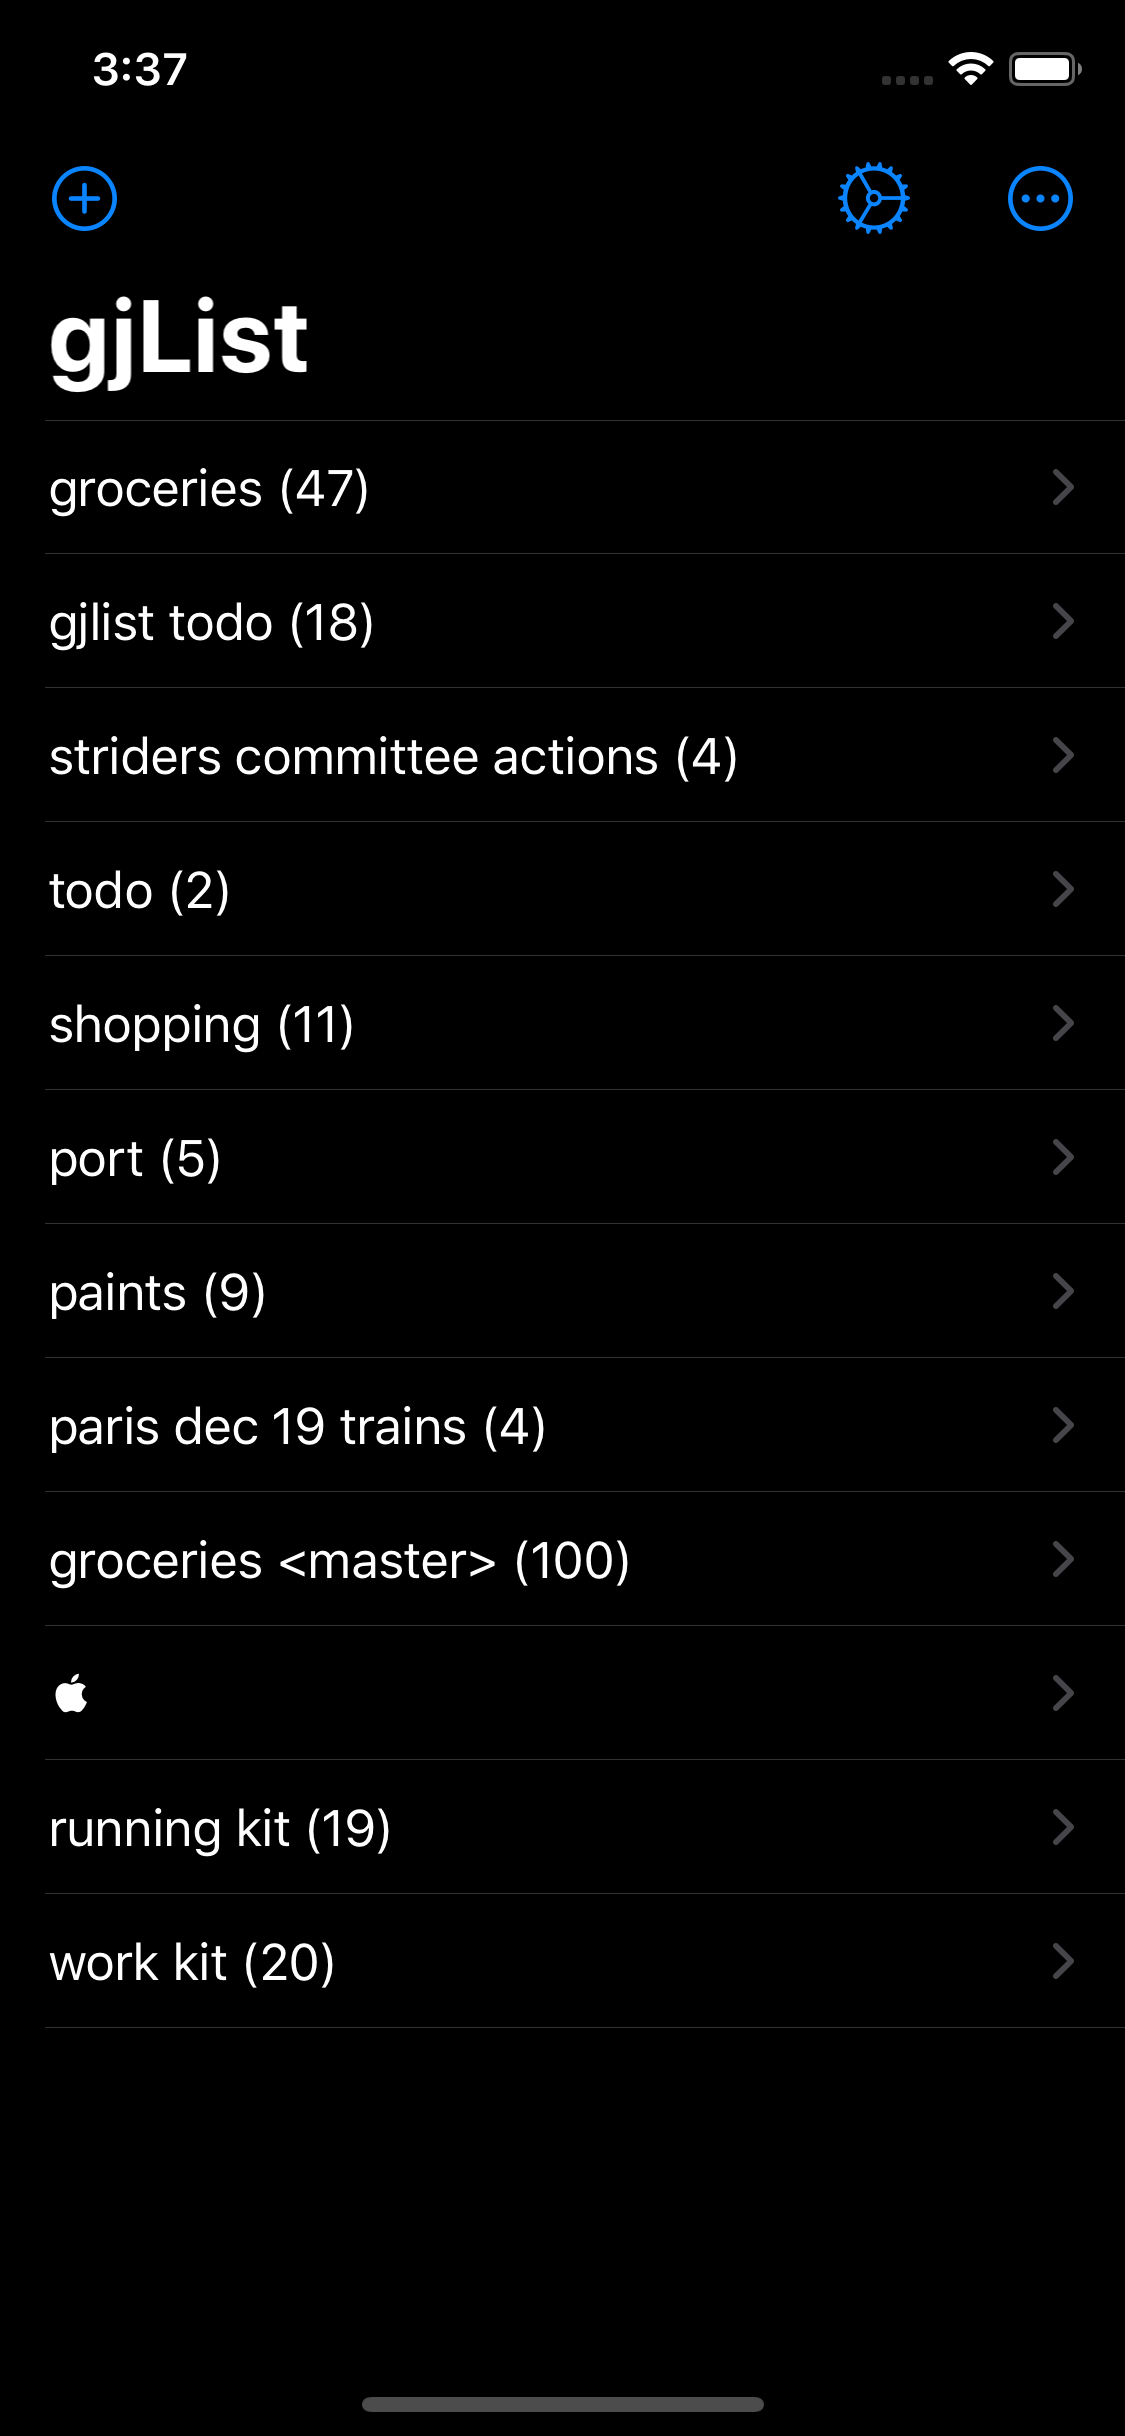 3:37
gjList
groceries (47)
gjlist todo (18)
striders committee actions (4)
todo (2)
shopping (11)
port (5)
paints (9)
paris dec 19 trains (4)
groceries <master> (100)

running kit (19)
work kit (20)